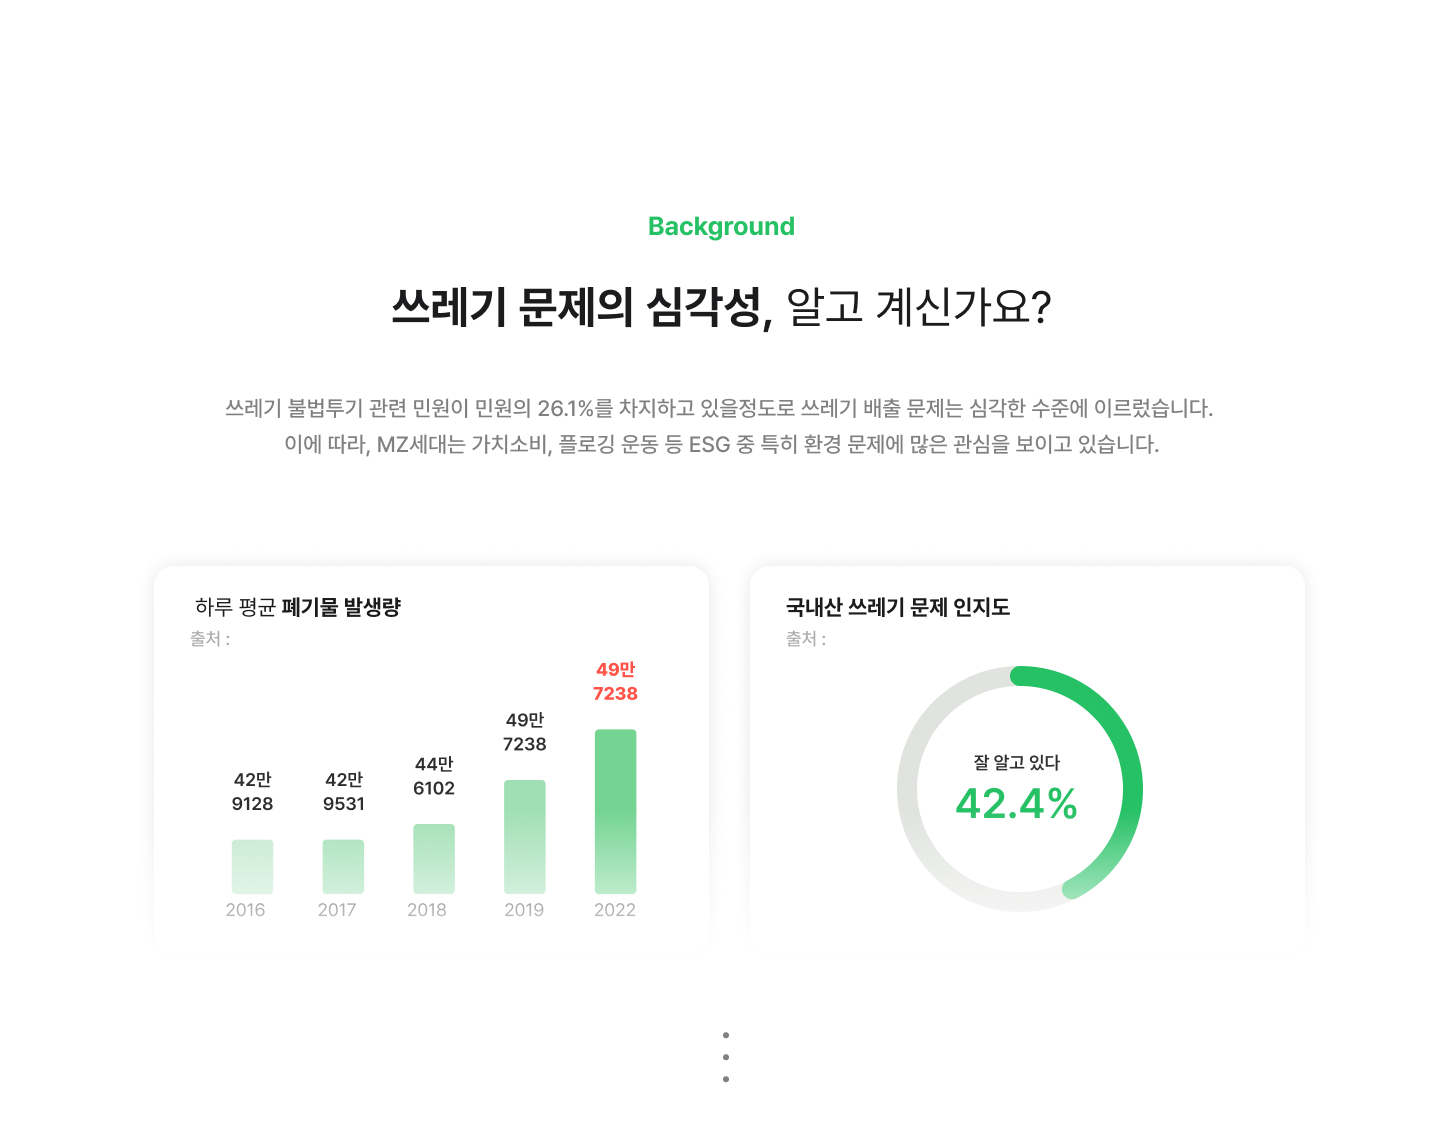 Background
쓰레기 문제의 심각성, 알고 계신가요?
쓰레기 불법투기 관련 민원이 민원의 26.1%를 차지하고 있을정도로 쓰레기 배출 문제는 심각한 수준에 이르렀습니다.
이에 따라, MZ세대는 가치소비, 플로깅 운동 등 ESG 중 특히 환경 문제에 많은 관심을 보이고 있습니다.
하루 평균 폐기물 발생량
출처 :
42만
9128
42만
9531
44만
6102
49만
7238
49만
7238
2016
2017
2018
2019
2022
국내산 쓰레기 문제 인지도
출처 :
잘 알고 있다
42.4%